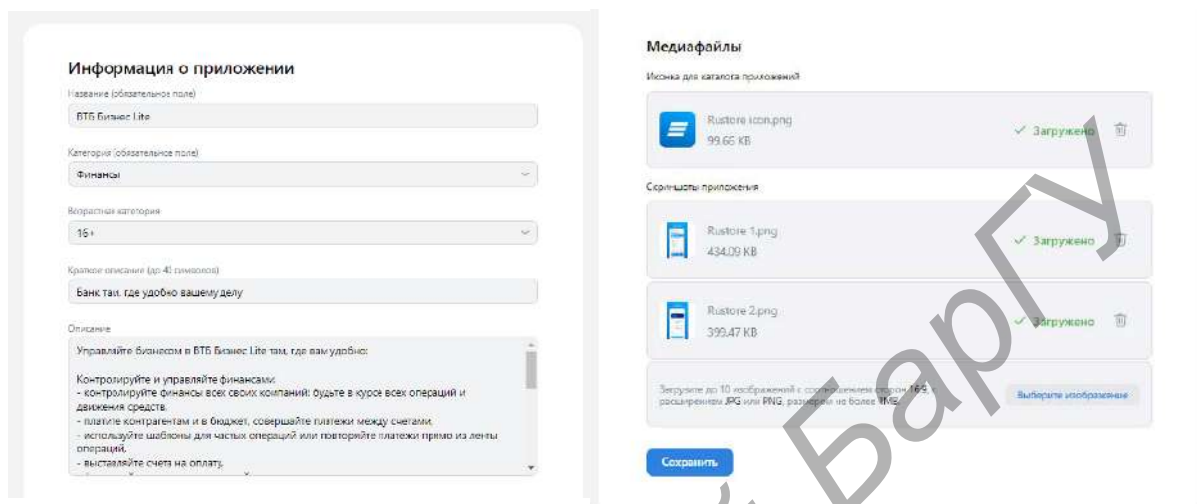 Информация о приложении
Название (обязательное поле)
ВТБ Бизнес Lite
Категория (обязательное поле)
Финансы
Возрастная категория
16+
Краткое описание (до 40 символов)
Банк там, где удобно вашему делу
Описание
Управляйте бизнесом в ВТБ Бизнес Lite там, где вам удобно:
Контролируйте и управляйте финансами:
- контролируйте финансы всех своих компаний: будьте в курсе всех операций и
движения средств.
- платите контрагентам и в бюджет, совершайте платежи между счетами.
- используйте шаблоны для частых операций или повторяйте платежи прямо из ленты
операций.
- выставляйте счета на оплату.
Медиафайлы
Иконка для каталога приложений
Rustore icon.png
99.66 KB
Загружено
Скриншоты приложения
Rustore 1.png
434.09 KB
Загружено
Rustore 2.png
399.47 KB
Загружено
Загрузите до 10 изображений с соотношением сторон 16:9,
расширением JPG или PNG, размером не более 1MB.
Выберите изображение
Сохранить
БарГУ